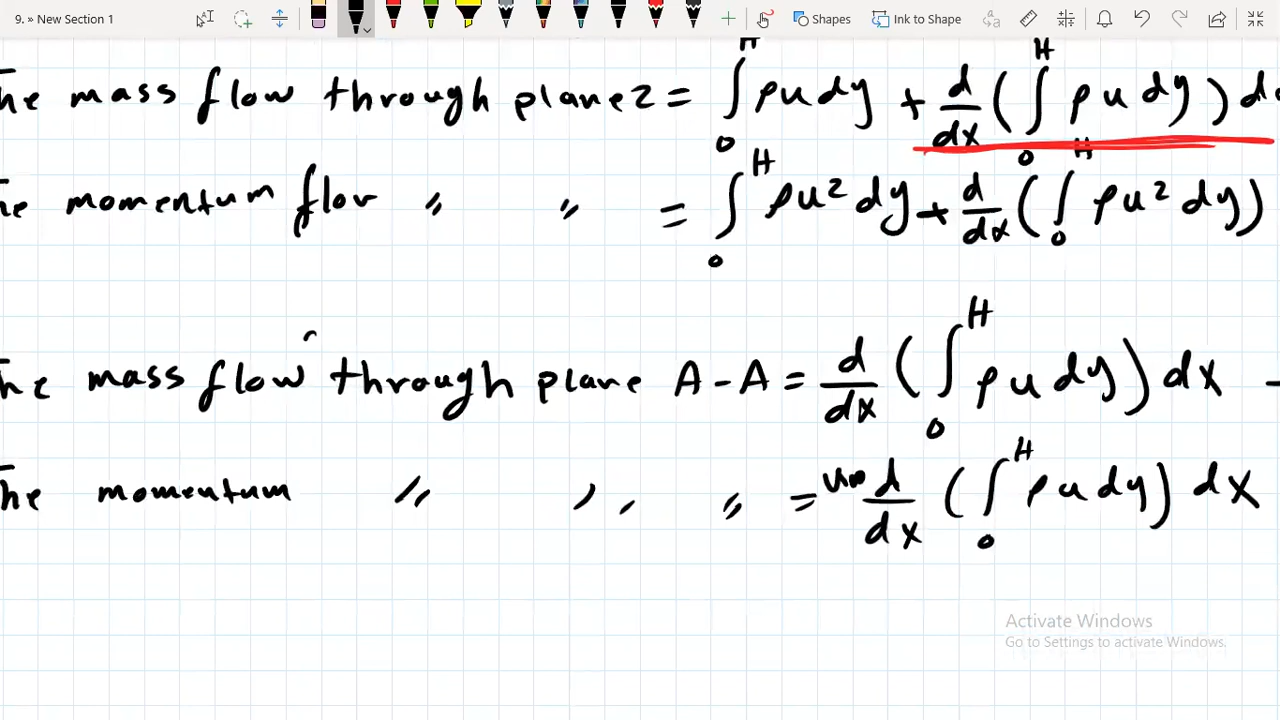 9. » New Section 1 Shapes Ink to Shape
he mass flow through plane 2 = ∫₀ᴴ ρu dy + d/dx (∫₀ᴴ ρu dy) d
he momentum flow " " = ∫₀ᴴ ρu² dy + d/dx (∫₀ᴴ ρu² dy)
The mass flow through plane A-A = d/dx (∫₀ᴴ ρu dy) dx -
The momentum " " " = u∞ d/dx (∫₀ᴴ ρu dy) dx
Activate Windows
Go to Settings to activate Windows.